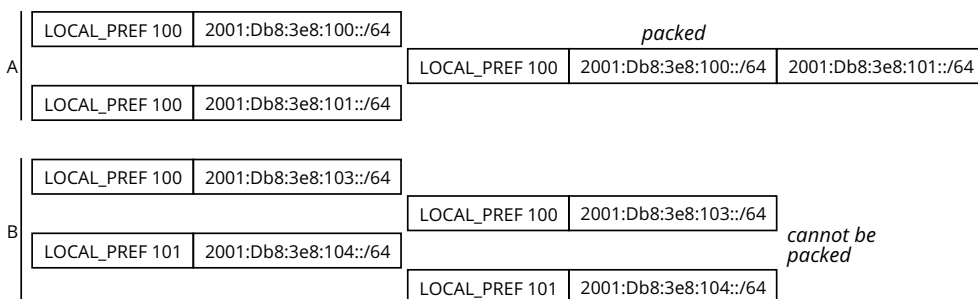 LOCAL_PREF 100 2001:Db8:3e8:100::/64
packed
A
LOCAL_PREF 100 2001:Db8:3e8:100::/64 2001:Db8:3e8:101::/64
LOCAL_PREF 100 2001:Db8:3e8:101::/64
LOCAL_PREF 100 2001:Db8:3e8:103::/64
LOCAL_PREF 100 2001:Db8:3e8:103::/64
B
LOCAL_PREF 101 2001:Db8:3e8:104::/64
cannot be
packed
LOCAL_PREF 101 2001:Db8:3e8:104::/64